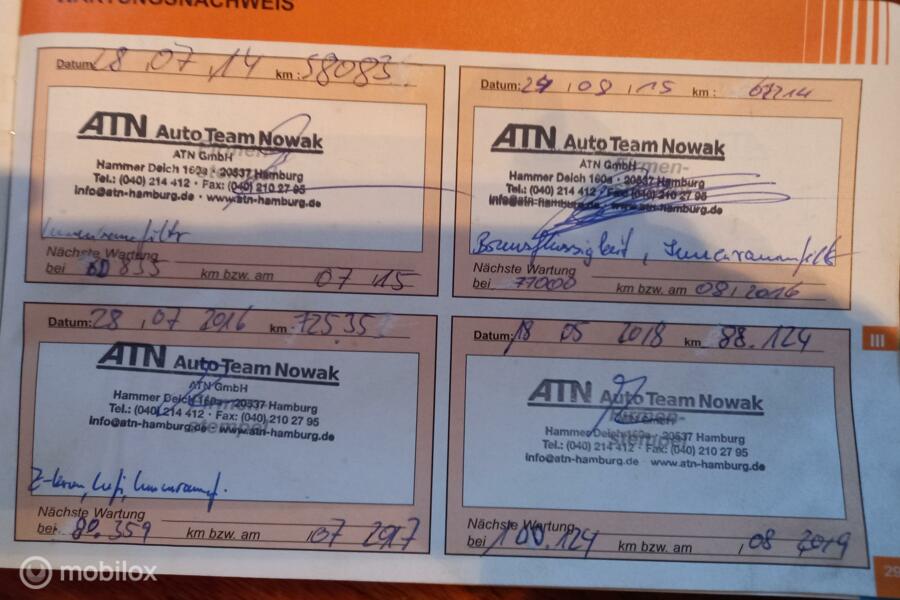 WARTUNGSNACHWEIS
Datum: 28 . 07 . 14 km : 58083
ATN Auto Team Nowak
ATN GmbH
Hammer Deich 160a · 20537 Hamburg
Tel.: (040) 214 412 · Fax: (040) 210 27 95
info@atn-hamburg.de · www.atn-hamburg.de
Innenraumfilter
Nächste Wartung
bei 833 km bzw. am 07 . 15
Datum: 08 . 15 km :
ATN Auto Team Nowak
ATN GmbH
Firmen-
Hammer Deich 160a · 20537 Hamburg
Tel.: (040) 214 412 · Fax: (040) 210 27 95
info@atn-hamburg.de · www.atn-hamburg.de
Bremsflüssigkeit, Innenraumfilter
Nächste Wartung
bei 77000 km bzw. am 08 . 2016
Datum: 28 . 07 2016 km : 72535
ATN Auto Team Nowak
ATN GmbH
Hammer Deich 160a · 20537 Hamburg
Tel.: (040) 214 412 · Fax: (040) 210 27 95
info@atn-hamburg.de · www.atn-hamburg.de
Nächste Wartung
bei 80.359 km bzw. am 07 2017
Datum: 18 05 2018 km 88.124
ATN Auto Team Nowak
Firmen-
Hammer Deich 160a · 20537 Hamburg
stempel
Tel.: (040) 214 412 · Fax: (040) 210 27 95
info@atn-hamburg.de · www.atn-hamburg.de
Nächste Wartung
bei 100.124 km bzw. am 08 2019
III
29
mobilox